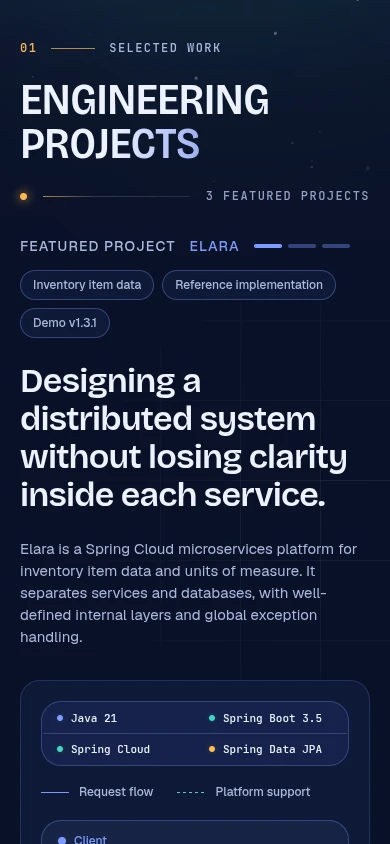 01 SELECTED WORK
ENGINEERING
PROJECTS
3 FEATURED PROJECTS
FEATURED PROJECT ELARA
Inventory item data Reference implementation
Demo v1.3.1
Designing a
distributed system
without losing clarity
inside each service.
Elara is a Spring Cloud microservices platform for
inventory item data and units of measure. It
separates services and databases, with well-
defined internal layers and global exception
handling.
Java 21 Spring Boot 3.5
Spring Cloud Spring Data JPA
Request flow Platform support
Client